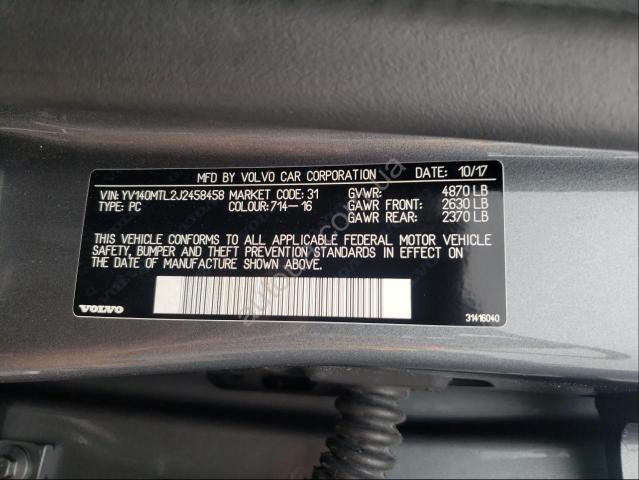 MFD BY VOLVO CAR CORPORATION DATE: 10/17
VIN: YV140MTL2J2458458 MARKET CODE: 31 GVWR: 4870 LB
TYPE: PC COLOUR: 714-16 GAWR FRONT: 2630 LB
GAWR REAR: 2370 LB
THIS VEHICLE CONFORMS TO ALL APPLICABLE FEDERAL MOTOR VEHICLE
SAFETY, BUMPER AND THEFT PREVENTION STANDARDS IN EFFECT ON
THE DATE OF MANUFACTURE SHOWN ABOVE.
VOLVO
31416040